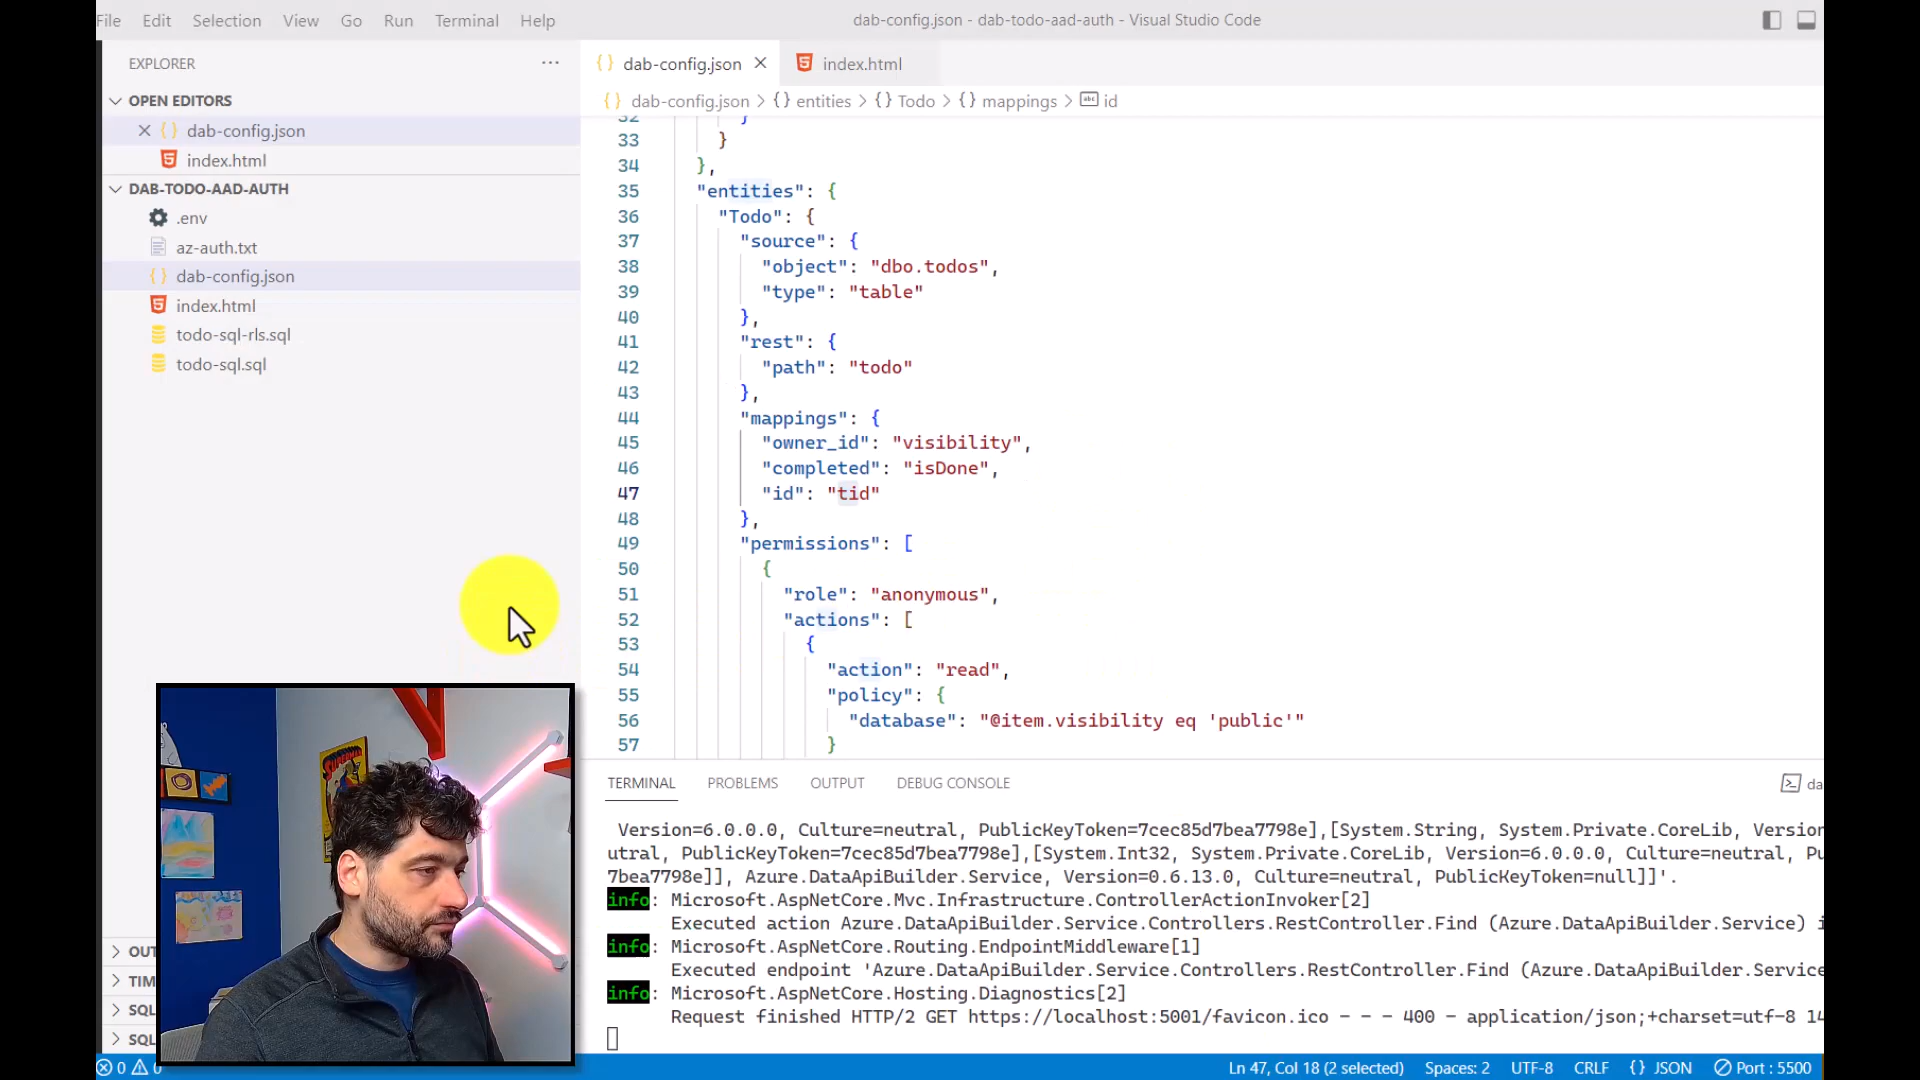 File Edit Selection View Go Run Terminal Help
dab-config.json - dab-todo-aad-auth - Visual Studio Code
EXPLORER
OPEN EDITORS
dab-config.json
index.html
DAB-TODO-AAD-AUTH
.env
az-auth.txt
dab-config.json
index.html
todo-sql-rls.sql
todo-sql.sql
OUT
TIM
SQL
SQL
dab-config.json index.html
dab-config.json > {} entities > {} Todo > {} mappings > abc id
32 }
33 }
34 },
35 "entities": {
36 "Todo": {
37 "source": {
38 "object": "dbo.todos",
39 "type": "table"
40 },
41 "rest": {
42 "path": "todo"
43 },
44 "mappings": {
45 "owner_id": "visibility",
46 "completed": "isDone",
47 "id": "tid"
48 },
49 "permissions": [
50 {
51 "role": "anonymous",
52 "actions": [
53 {
54 "action": "read",
55 "policy": {
56 "database": "@item.visibility eq 'public'"
57 }
TERMINAL PROBLEMS OUTPUT DEBUG CONSOLE
da
Version=6.0.0.0, Culture=neutral, PublicKeyToken=7cec85d7bea7798e],[System.String, System.Private.CoreLib, Version
utral, PublicKeyToken=7cec85d7bea7798e],[System.Int32, System.Private.CoreLib, Version=6.0.0.0, Culture=neutral, Pu
7bea7798e]], Azure.DataApiBuilder.Service, Version=0.6.13.0, Culture=neutral, PublicKeyToken=null]]'.
info: Microsoft.AspNetCore.Mvc.Infrastructure.ControllerActionInvoker[2]
Executed action Azure.DataApiBuilder.Service.Controllers.RestController.Find (Azure.DataApiBuilder.Service) i
info: Microsoft.AspNetCore.Routing.EndpointMiddleware[1]
Executed endpoint 'Azure.DataApiBuilder.Service.Controllers.RestController.Find (Azure.DataApiBuilder.Service
info: Microsoft.AspNetCore.Hosting.Diagnostics[2]
Request finished HTTP/2 GET https://localhost:5001/favicon.ico - - - 400 - application/json;+charset=utf-8 14
0 0 Ln 47, Col 18 (2 selected) Spaces: 2 UTF-8 CRLF {} JSON Port : 5500